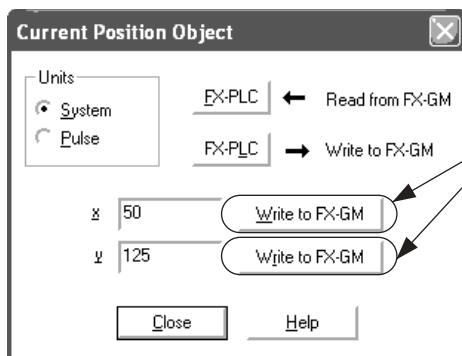 Current Position Object
Units
System
Pulse
FX-PLC Read from FX-GM
FX-PLC Write to FX-GM
x 50 Write to FX-GM
y 125 Write to FX-GM
Close Help